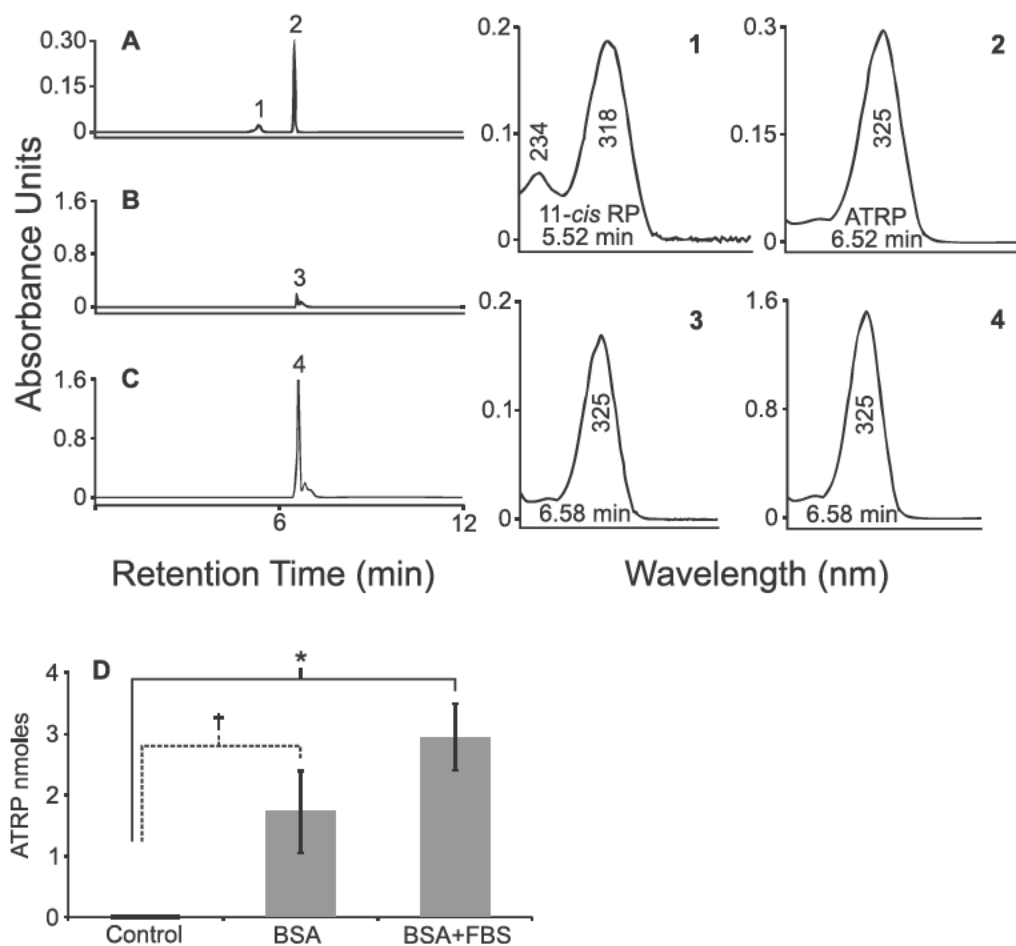 A
0.30
0.15
0
1
2
B
1.6
0.8
0
3
C
1.6
0.8
0
4
6
12
Absorbance Units
Retention Time (min)
1
0.2
0.1
0
234
318
11-cis RP
5.52 min
2
0.3
0.15
0
325
ATRP
6.52 min
3
0.2
0.1
0
325
6.58 min
4
1.6
0.8
0
325
6.58 min
Wavelength (nm)
D
ATRP nmoles
4
3
2
1
0
*
†
Control
BSA
BSA+FBS